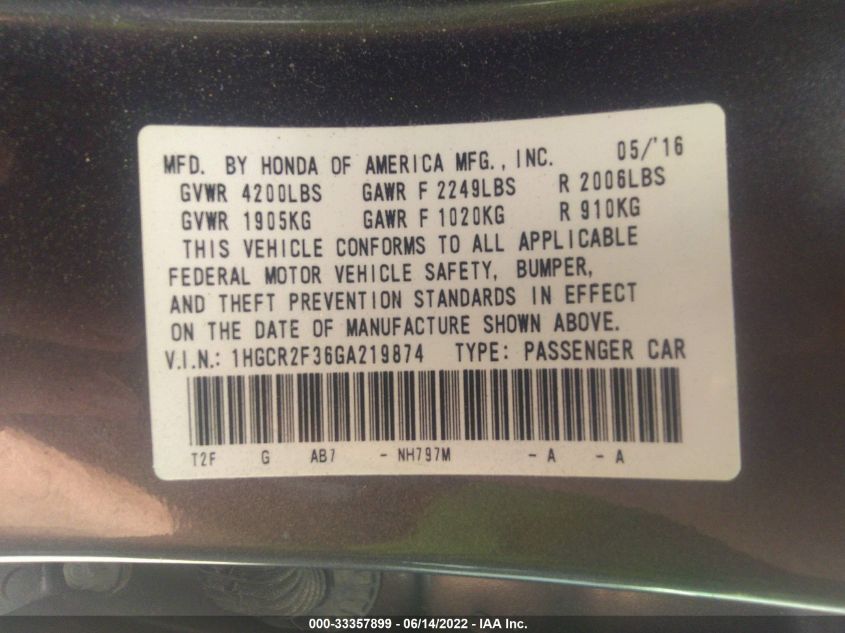 MFD. BY HONDA OF AMERICA MFG., INC. 05/'16
GVWR 4200LBS GAWR F 2249LBS R 2006LBS
GVWR 1905KG GAWR F 1020KG R 910KG
THIS VEHICLE CONFORMS TO ALL APPLICABLE
FEDERAL MOTOR VEHICLE SAFETY, BUMPER,
AND THEFT PREVENTION STANDARDS IN EFFECT
ON THE DATE OF MANUFACTURE SHOWN ABOVE.
V.I.N.: 1HGCR2F36GA219874 TYPE: PASSENGER CAR
T2F G AB7 - NH797M - A - A
000-33357899 - 06/14/2022 - IAA Inc.